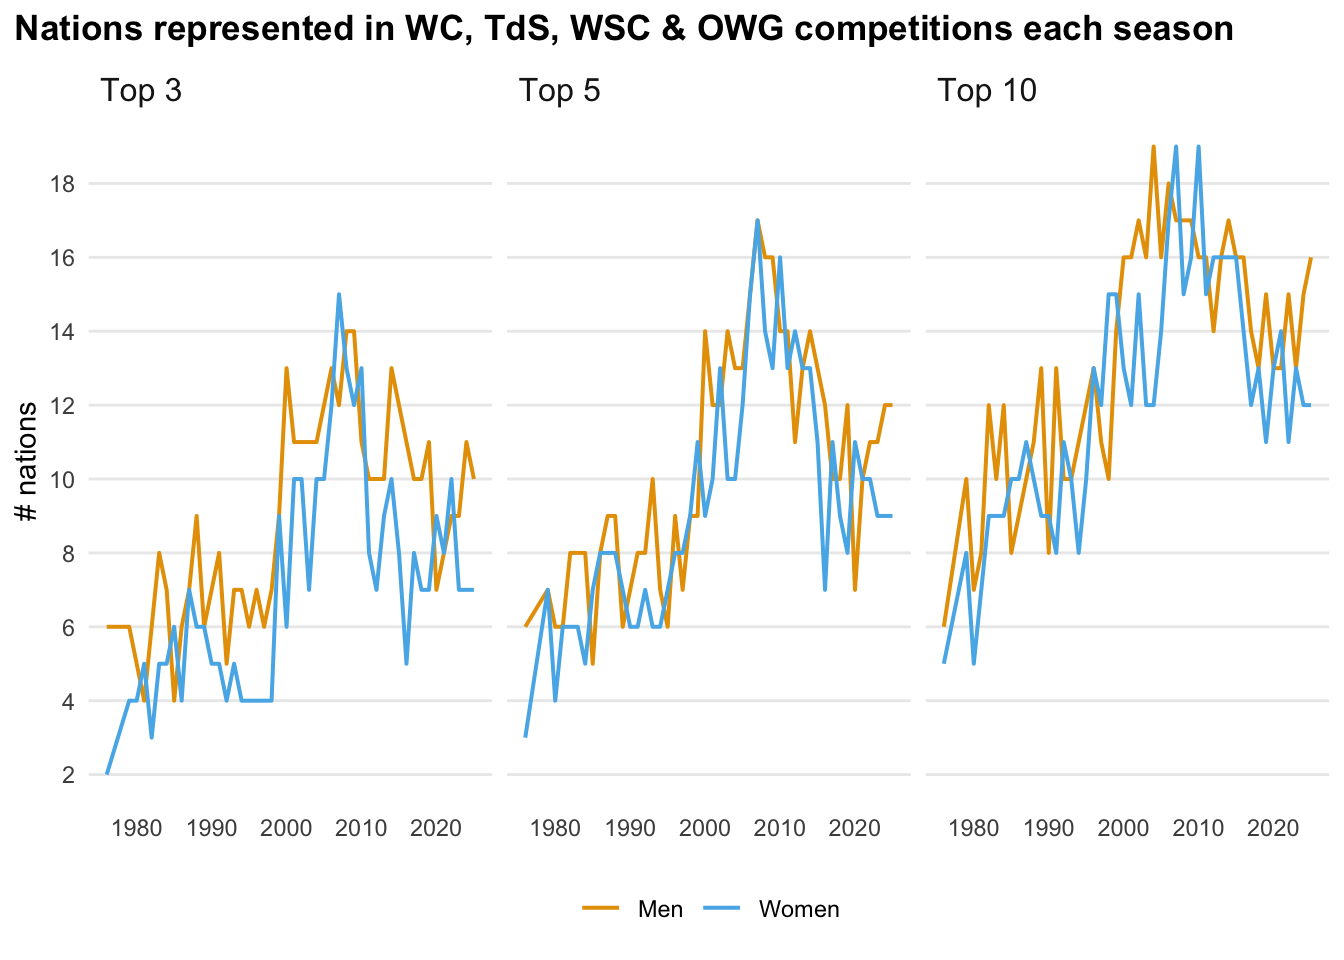 Nations represented in WC, TdS, WSC & OWG competitions each season
Top 3 Top 5 Top 10
# nations
18
16
14
12
10
8
6
4
2
1980 1990 2000 2010 2020 1980 1990 2000 2010 2020 1980 1990 2000 2010 2020
Men Women